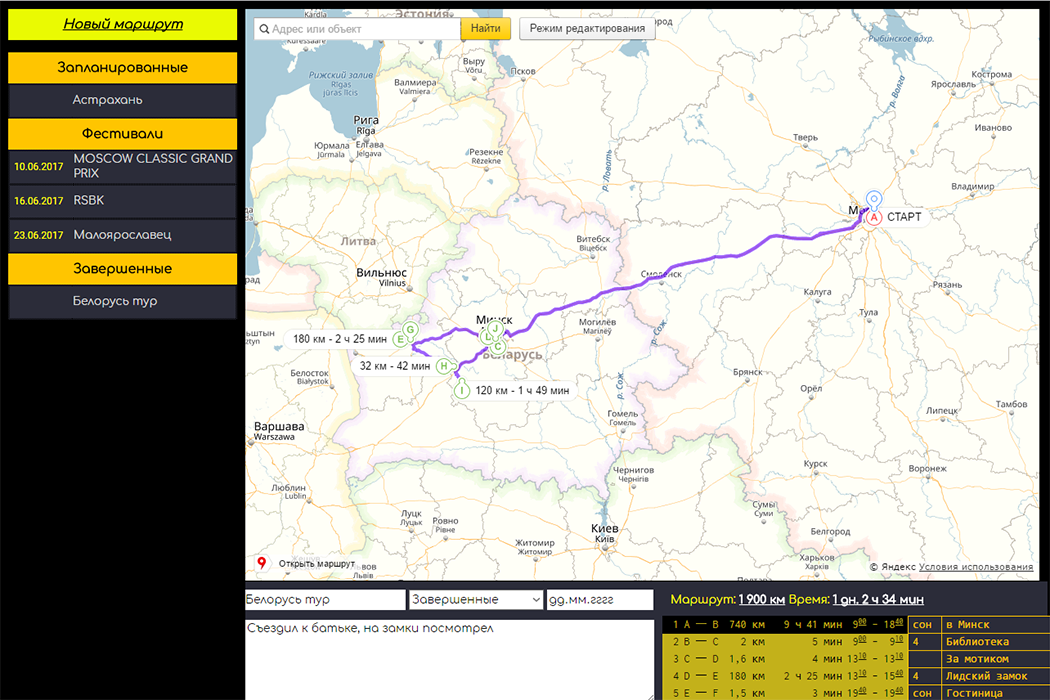 Новый маршрут
Запланированные
Астрахань
Фестивали
10.06.2017 MOSCOW CLASSIC GRAND
PRIX
16.06.2017 RSBK
23.06.2017 Малоярославец
Завершенные
Белорусь тур
Адрес или объект
Найти
Режим редактирования
Эстония
Рижский залив
Rīgas
jūras līcis
Валмиера
Valmiera
Выру
Võru
Псков
Рига
Rīga
Юрмала
Jūrmala
Елгава
Jelgava
Резекне
Rēzekne
р. Ловать
Рыбинское вдхр.
р. Волга
Ярославль
Кострома
Иваново
Тверь
Владимир
A СТАРТ
Литва
Вильнюс
Vilnius
Витебск
Віцебск
Смоленск
Калуга
Рязань
Тула
Минск
Беларусь
Могилёв
Магілёў
р. Сож
180 км - 2 ч 25 мин E
G
32 км - 42 мин H
I 120 км - 1 ч 49 мин
J
C
Белосток
Białystok
Варшава
Warszawa
Брянск
Орёл
Липецк
Тамбов
р. Сож
Гомель
Гомель
Чернигов
Чернігів
Курск
Воронеж
Люблин
Lublin
Луцк
Луцьк
Ровно
Рівне
Житомир
Житомир
Киев
Київ
Сумы
Суми
Белгород
Харьков
Харків
Львів
Открыть маршрут
© Яндекс Условия использования
Белорусь тур
Завершенные
дд.мм.гггг
Маршрут: 1 900 км Время: 1 дн. 2 ч 34 мин
Съездил к батьке, на замки посмотрел
1 A — B 740 км 9 ч 41 мин 9 00 - 18 40 сон в Минск
2 B — C 2 км 5 мин 9 00 - 9 10 4 Библиотека
3 C — D 1,6 км 4 мин 13 10 - 13 10 За мотиком
4 D — E 180 км 2 ч 25 мин 13 10 - 15 40 4 Лидский замок
5 E — F 1,5 км 3 мин 19 40 - 19 40 сон Гостиница